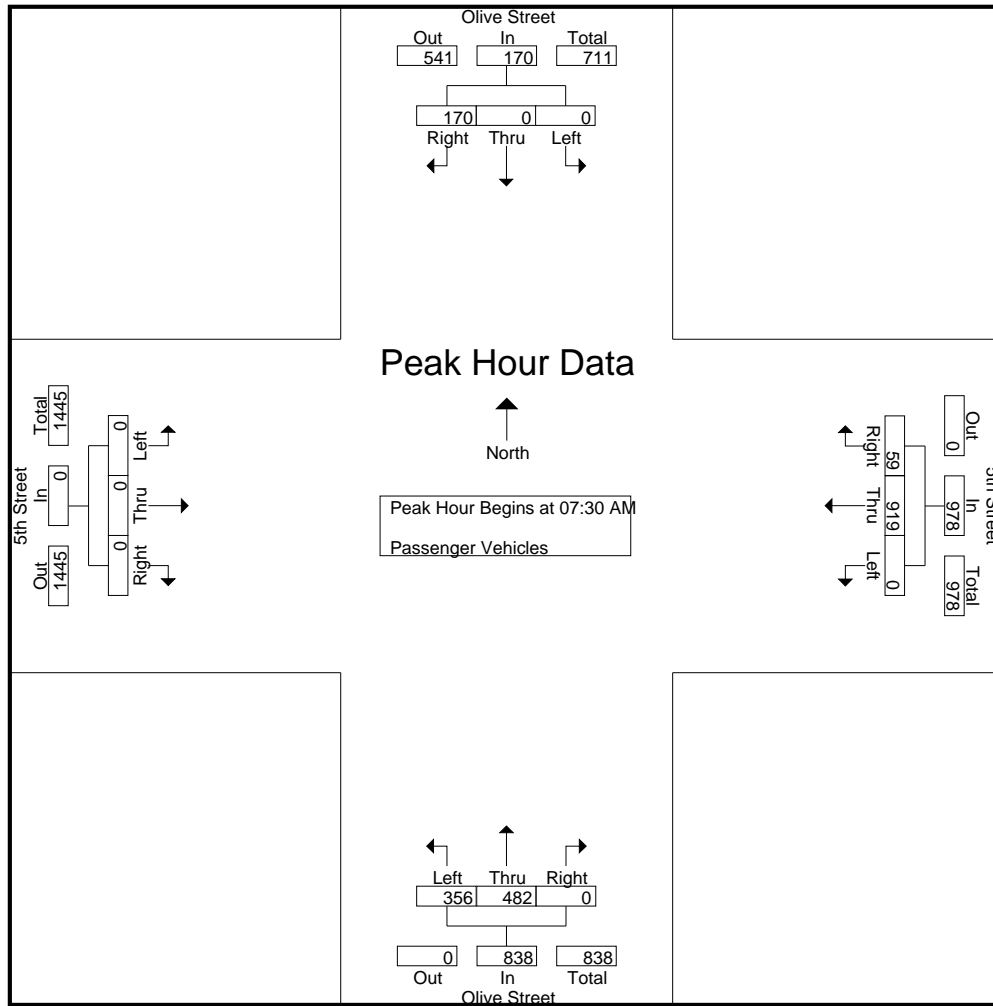 Olive Street
Out In Total
541 170 711
170 0 0
Right Thru Left
Peak Hour Data
North
Peak Hour Begins at 07:30 AM
Passenger Vehicles
5th Street
Total In Out
1445 0 1445
0 0 0
Left Thru Right
Out In Total
0 978 978
59 919 0
Right Thru Left
5th Street
Left Thru Right
356 482 0
0 838 838
Out In Total
Olive Street